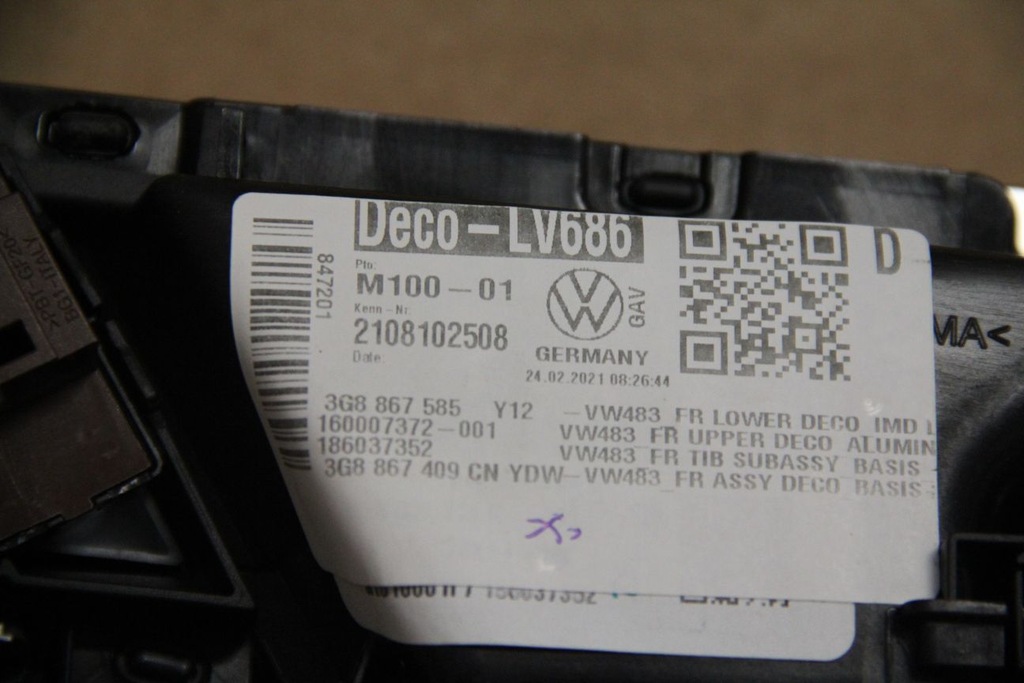 Deco-LV686
D
847201
Pto:
M100-01
Kenn-Nr.
2108102508
Date:
VW
GAV
GERMANY
24.02.2021 08:26:44
3G8 867 585 Y12 -VW483_FR LOWER DECO IMD L
160007372-001 VW483_FR UPPER DECO ALUMIN
186037352 VW483_FR TIB SUBASSY BASIS
3G8 867 409 CN YDW-VW483_FR ASSY DECO BASIS
MA<